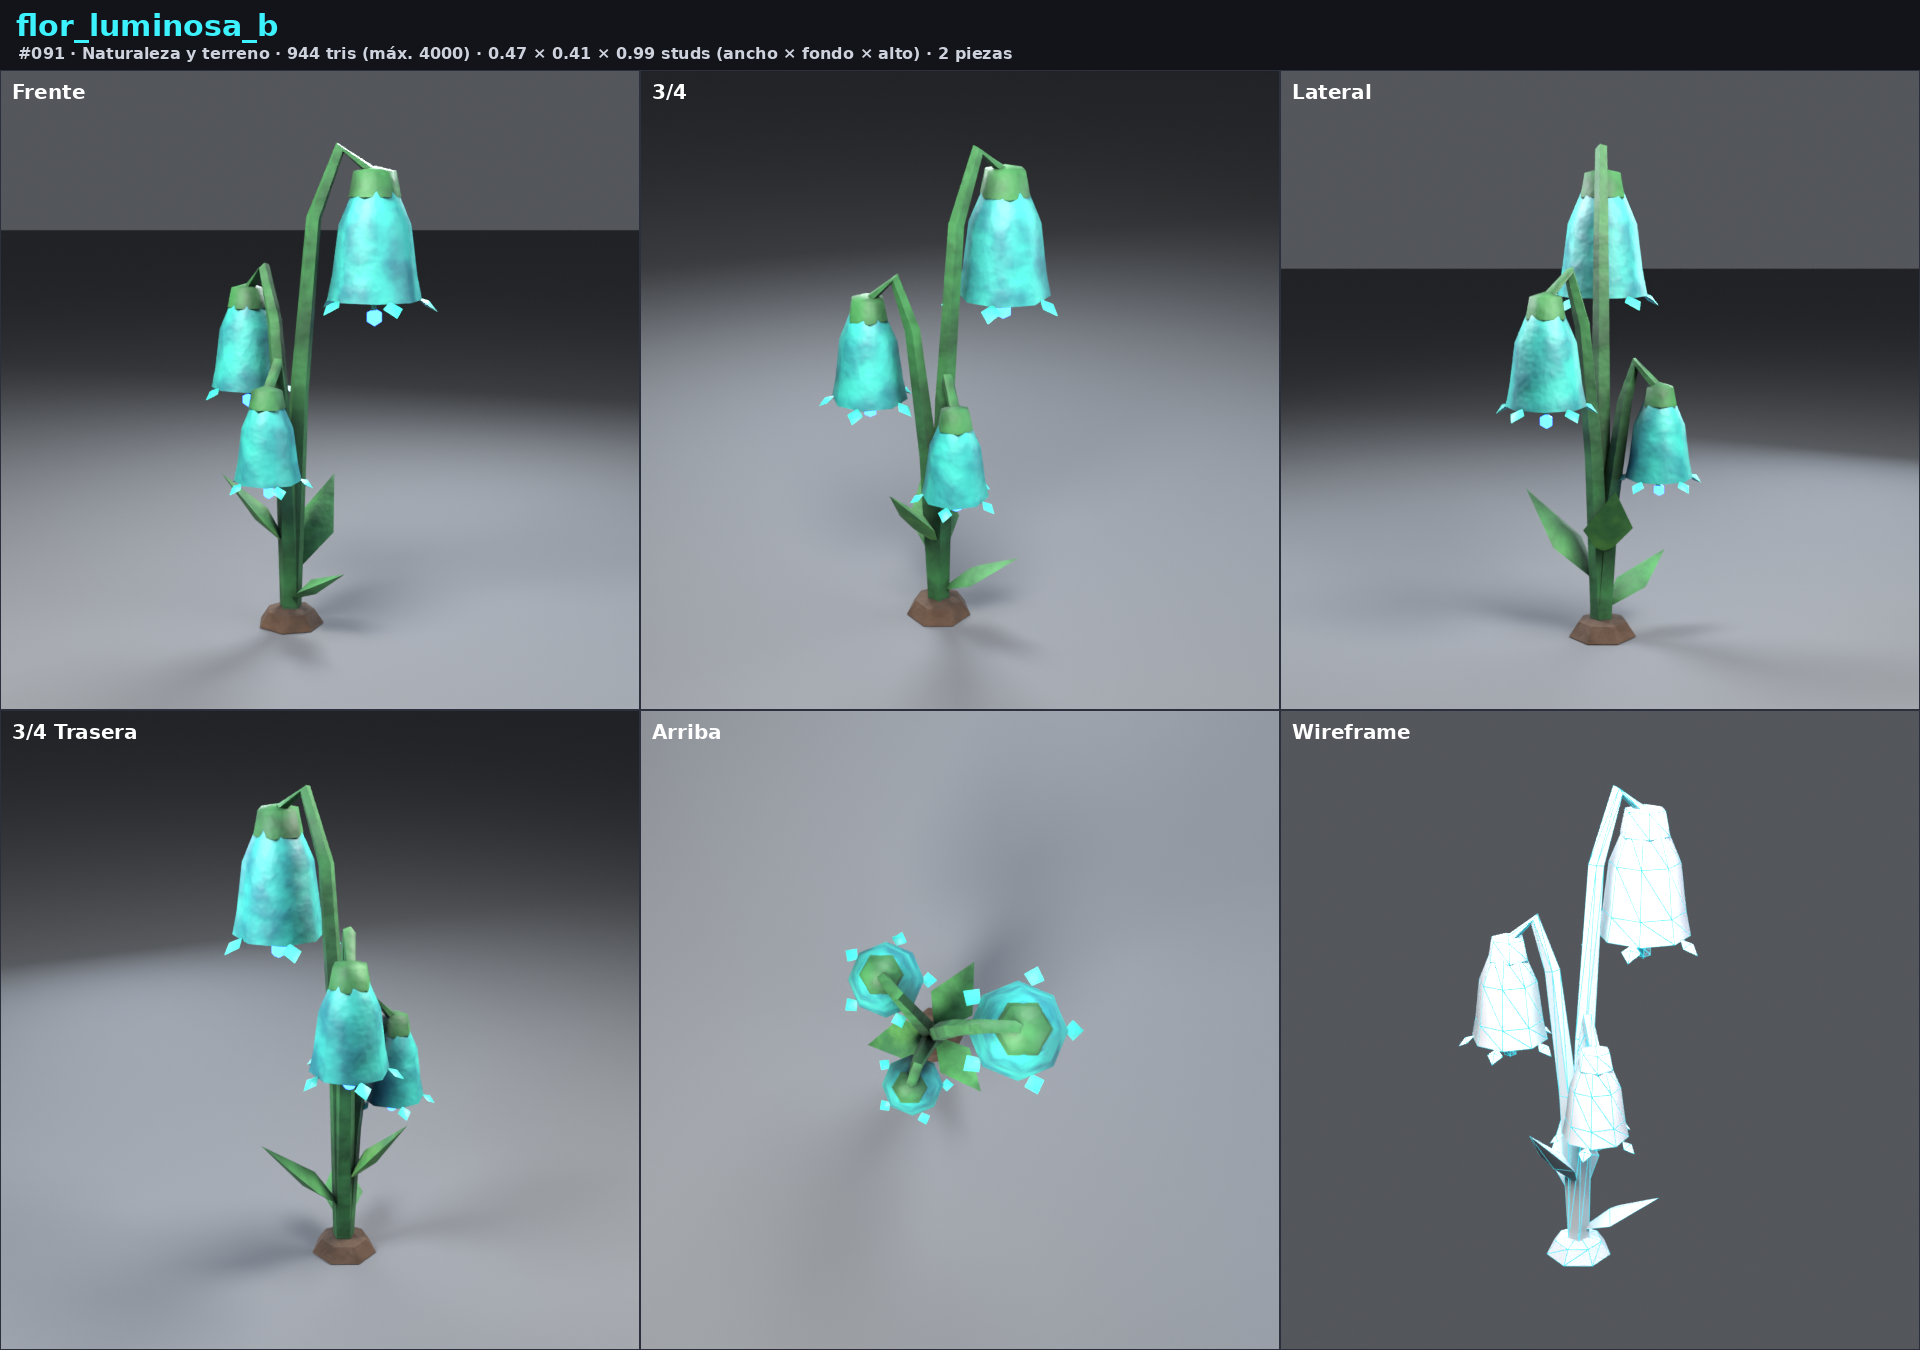 flor_luminosa_b
#091 · Naturaleza y terreno · 944 tris (máx. 4000) · 0.47 × 0.41 × 0.99 studs (ancho × fondo × alto) · 2 piezas
Frente
3/4
Lateral
3/4 Trasera
Arriba
Wireframe